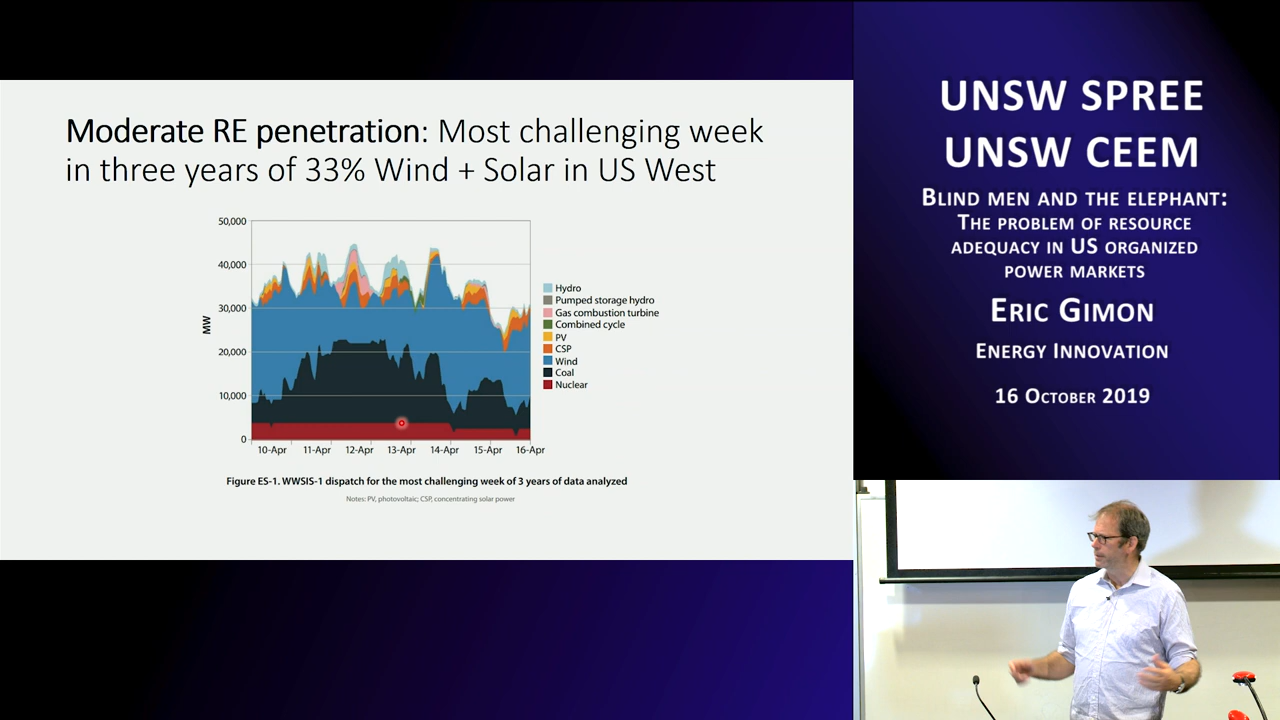 Moderate RE penetration: Most challenging week
in three years of 33% Wind + Solar in US West
50,000
40,000
30,000
20,000
10,000
0
MW
10-Apr 11-Apr 12-Apr 13-Apr 14-Apr 15-Apr 16-Apr
Hydro
Pumped storage hydro
Gas combustion turbine
Combined cycle
PV
CSP
Wind
Coal
Nuclear
Figure ES-1. WWSIS-1 dispatch for the most challenging week of 3 years of data analyzed
Notes: PV, photovoltaic; CSP, concentrating solar power
UNSW SPREE
UNSW CEEM
Blind men and the elephant:
The problem of resource
adequacy in US organized
power markets
Eric Gimon
Energy Innovation
16 October 2019